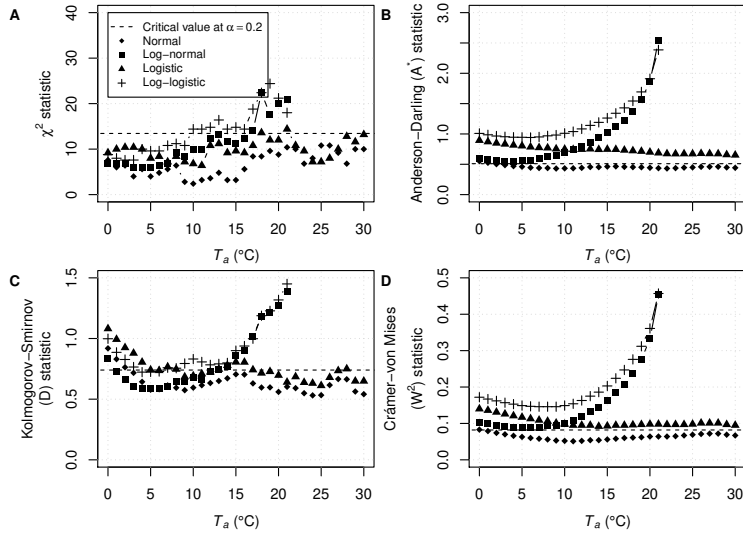 A
Critical value at α = 0.2
Normal
Log−normal
Logistic
Log−logistic
χ² statistic
0 10 20 30 40
0 5 10 15 20 25 30
Tₐ (°C)
B
Anderson−Darling (A*) statistic
0.0 1.0 2.0 3.0
0 5 10 15 20 25 30
Tₐ (°C)
C
Kolmogorov−Smirnov
(D) statistic
0.0 0.5 1.0 1.5
0 5 10 15 20 25 30
Tₐ (°C)
D
Crámer−von Mises
(W²) statistic
0.0 0.1 0.2 0.3 0.4 0.5
0 5 10 15 20 25 30
Tₐ (°C)